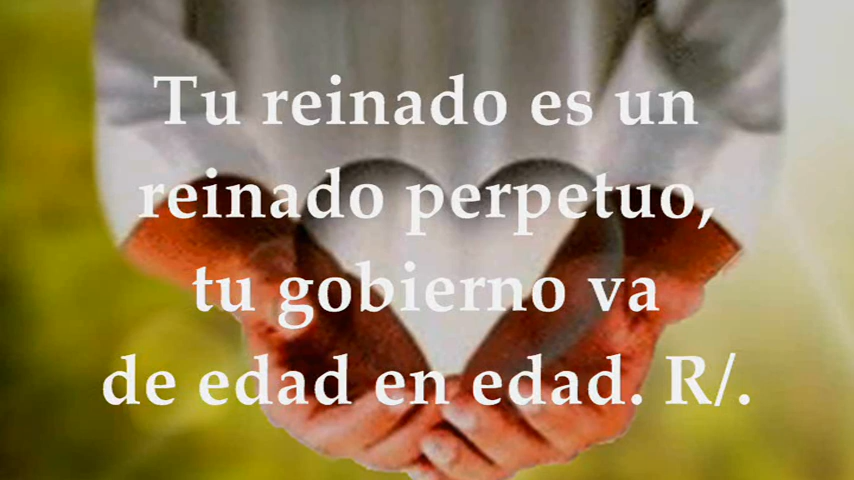 Tu reinado es un
reinado perpetuo,
tu gobierno va
de edad en edad. R/.